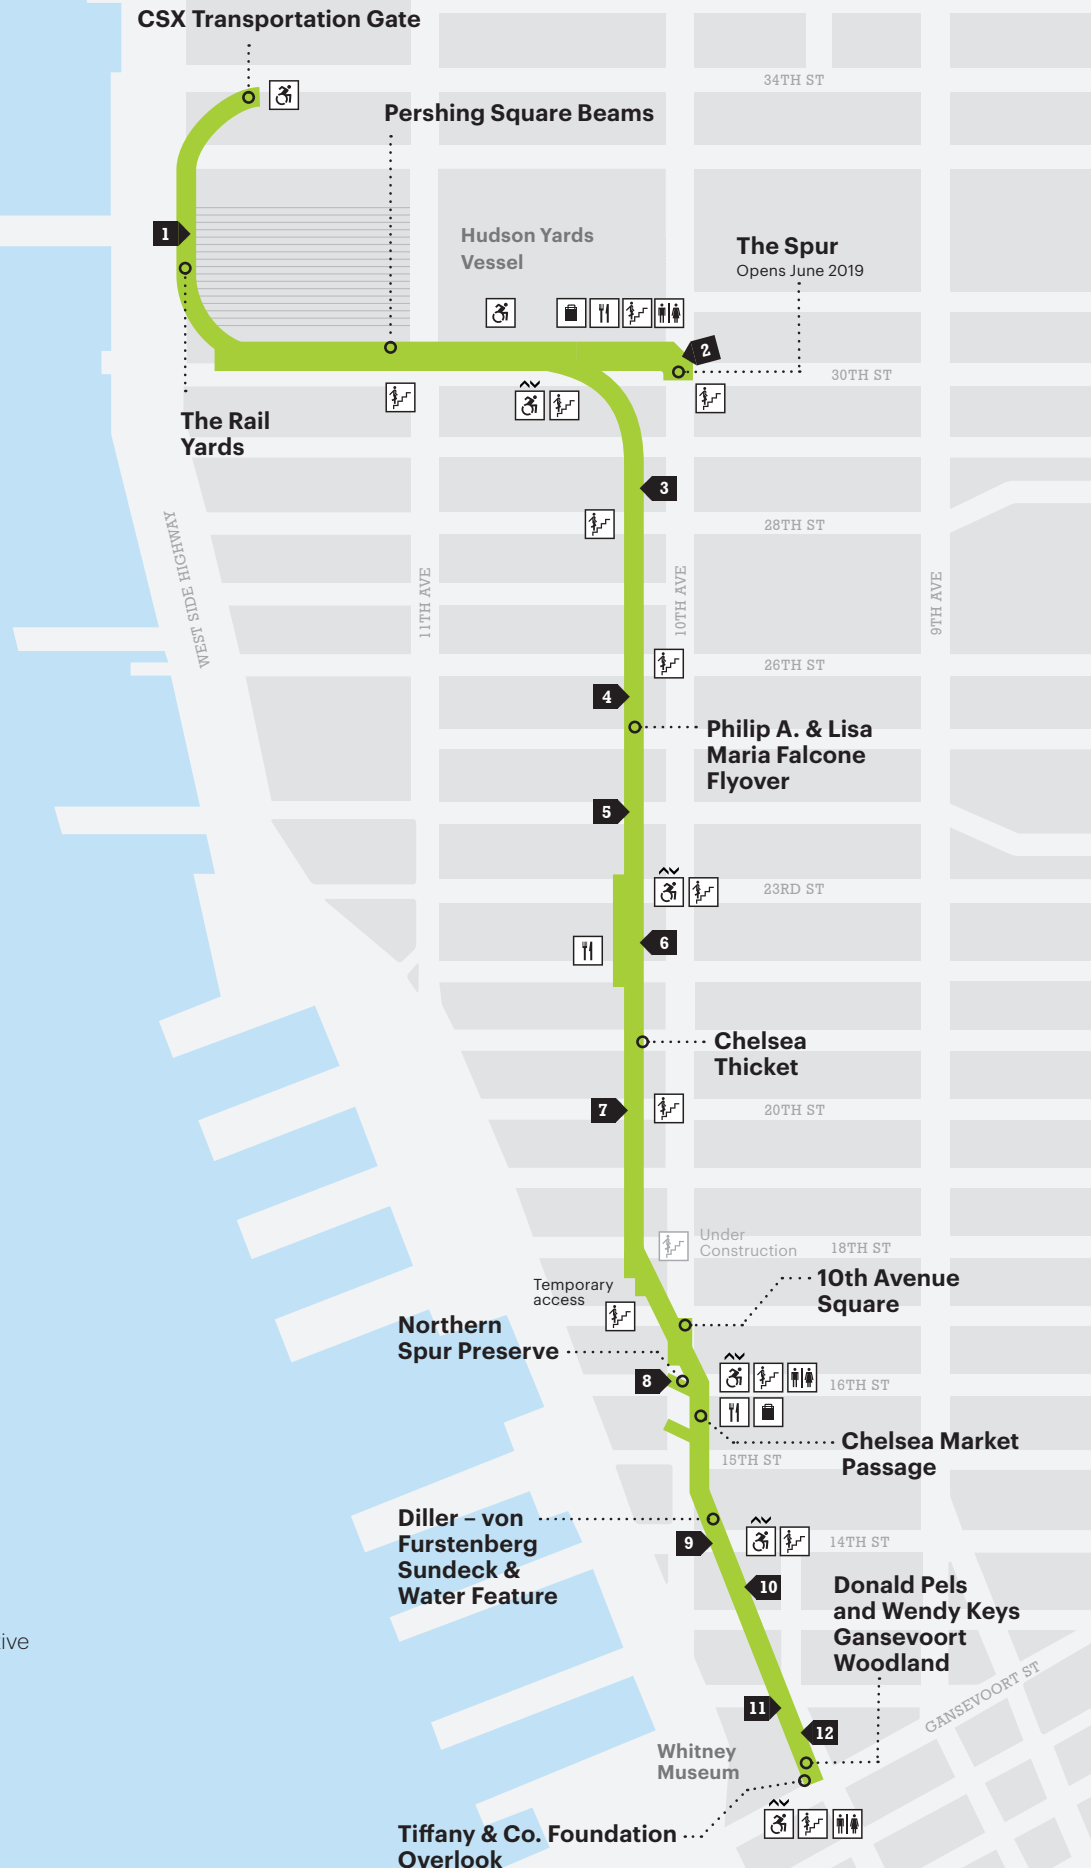 CSX Transportation Gate
34TH ST
Pershing Square Beams
1
Hudson Yards
Vessel
The Spur
Opens June 2019
2
30TH ST
The Rail
Yards
3
28TH ST
WEST SIDE HIGHWAY
11TH AVE
10TH AVE
9TH AVE
26TH ST
4
Philip A. & Lisa
Maria Falcone
Flyover
5
23RD ST
6
Chelsea
Thicket
7
20TH ST
Under
Construction
18TH ST
Temporary
access
10th Avenue
Square
Northern
Spur Preserve
8
16TH ST
Chelsea Market
Passage
15TH ST
Diller – von
Furstenberg
Sundeck &
Water Feature
9
14TH ST
10
Donald Pels
and Wendy Keys
Gansevoort
Woodland
ive
GANSEVOORT ST
11
12
Whitney
Museum
Tiffany & Co. Foundation
Overlook